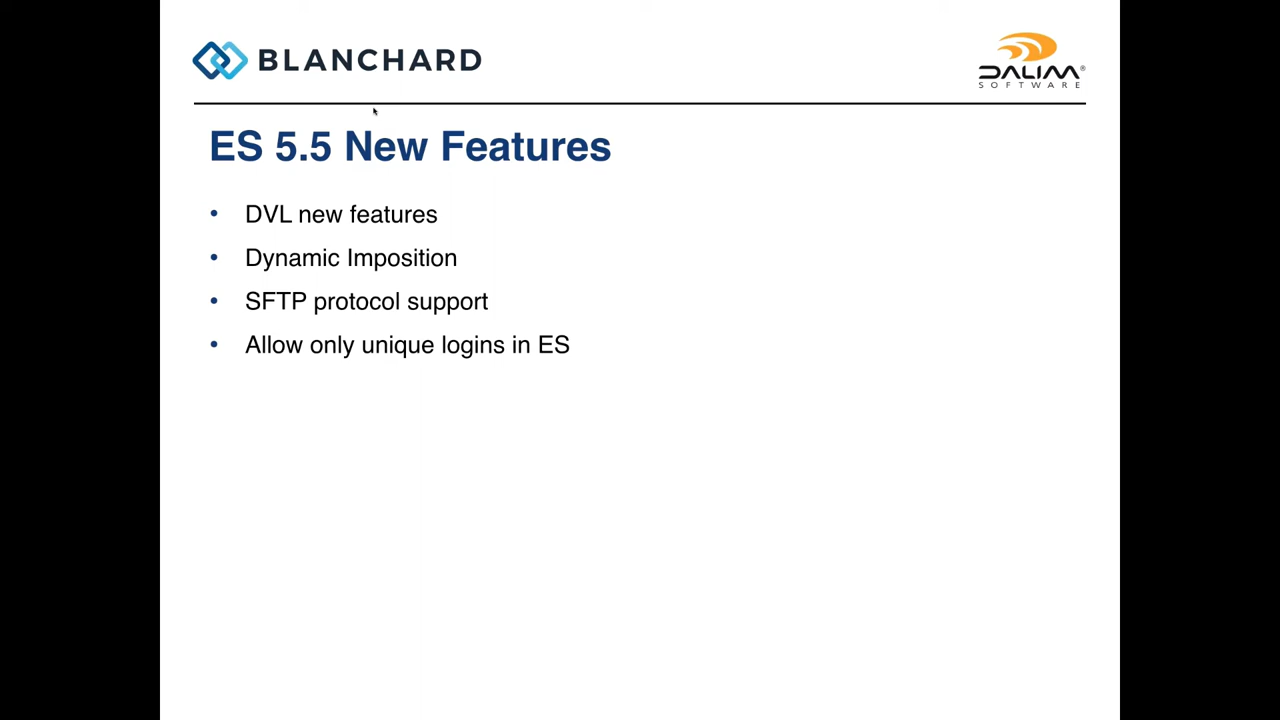 BLANCHARD
DALIM®
SOFTWARE
ES 5.5 New Features
• DVL new features
• Dynamic Imposition
• SFTP protocol support
• Allow only unique logins in ES